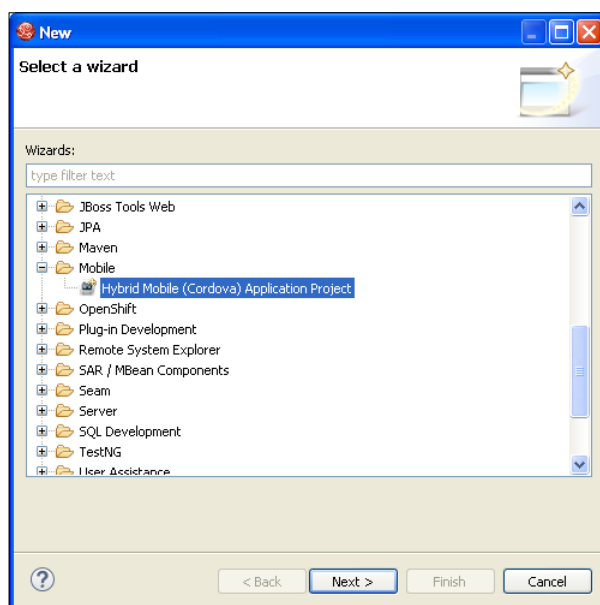 New
Select a wizard
Wizards:
type filter text
JBoss Tools Web
JPA
Maven
Mobile
Hybrid Mobile (Cordova) Application Project
OpenShift
Plug-in Development
Remote System Explorer
SAR / MBean Components
Seam
Server
SQL Development
TestNG
User Assistance
< Back
Next >
Finish
Cancel